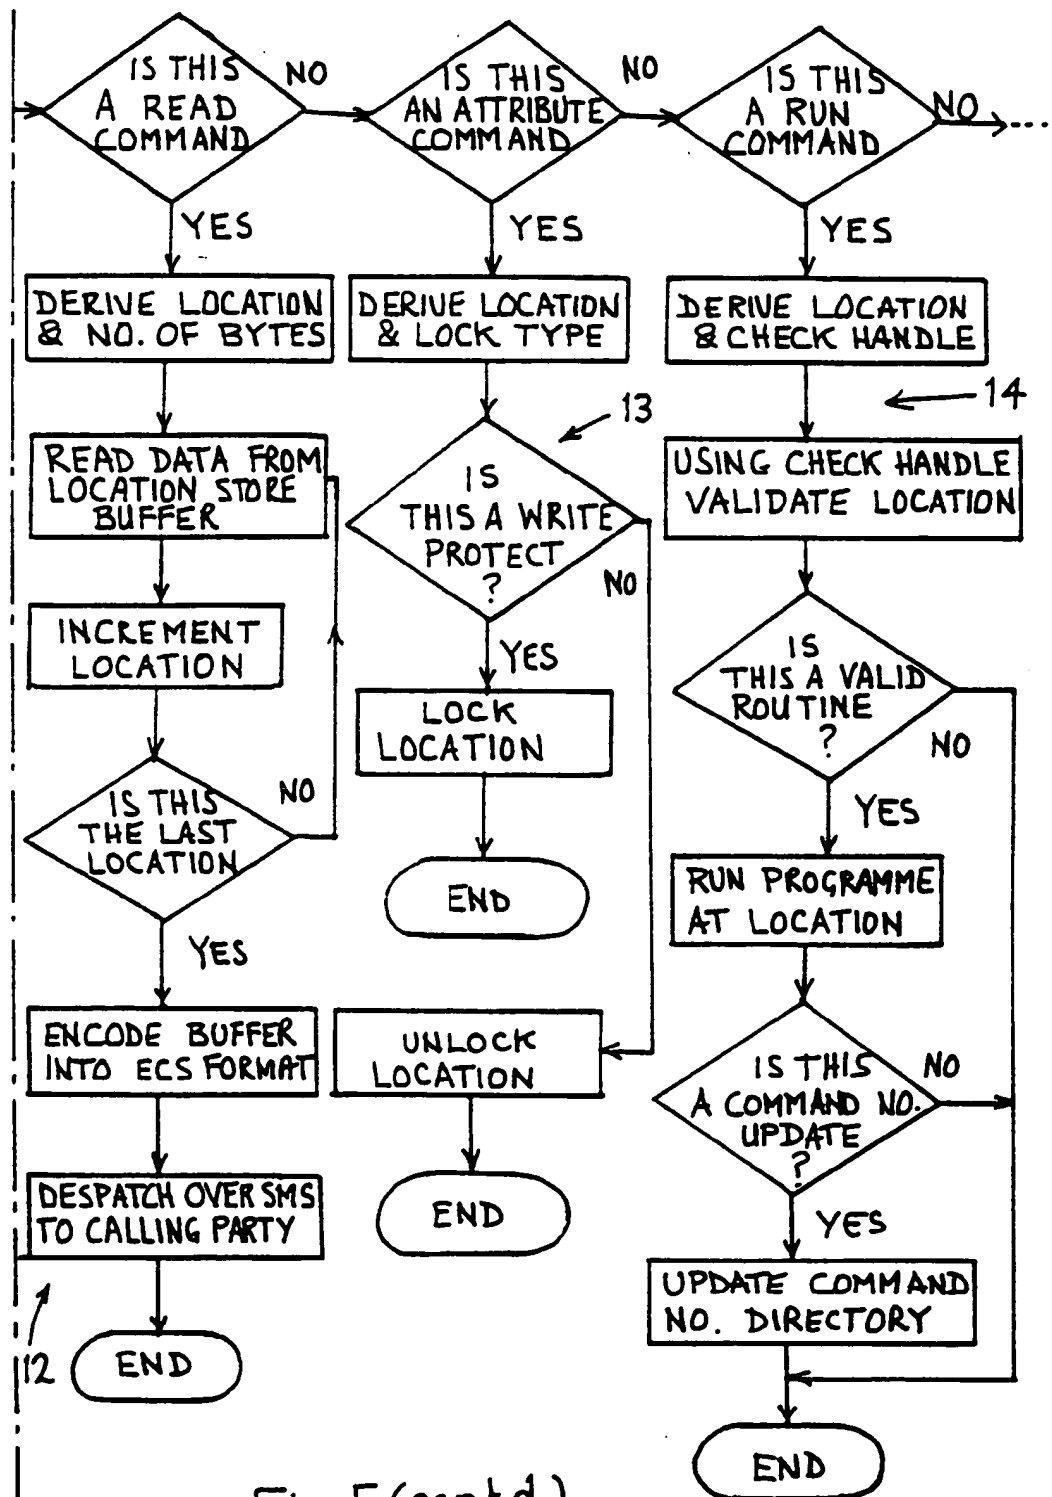 IS THIS
A READ
COMMAND
NO
IS THIS
AN ATTRIBUTE
COMMAND
NO
IS THIS
A RUN
COMMAND
NO
YES
YES
YES
DERIVE LOCATION
& NO. OF BYTES
DERIVE LOCATION
& LOCK TYPE
DERIVE LOCATION
& CHECK HANDLE
13
14
READ DATA FROM
LOCATION STORE
BUFFER
IS
THIS A WRITE
PROTECT
?
NO
USING CHECK HANDLE
VALIDATE LOCATION
INCREMENT
LOCATION
YES
IS
THIS A VALID
ROUTINE
?
NO
LOCK
LOCATION
IS THIS
THE LAST
LOCATION
NO
YES
END
RUN PROGRAMME
AT LOCATION
YES
ENCODE BUFFER
INTO ECS FORMAT
UNLOCK
LOCATION
IS THIS
A COMMAND NO.
UPDATE
?
NO
DESPATCH OVER SMS
TO CALLING PARTY
END
YES
UPDATE COMMAND
NO. DIRECTORY
12
END
END
Fig. 5 (contd.)